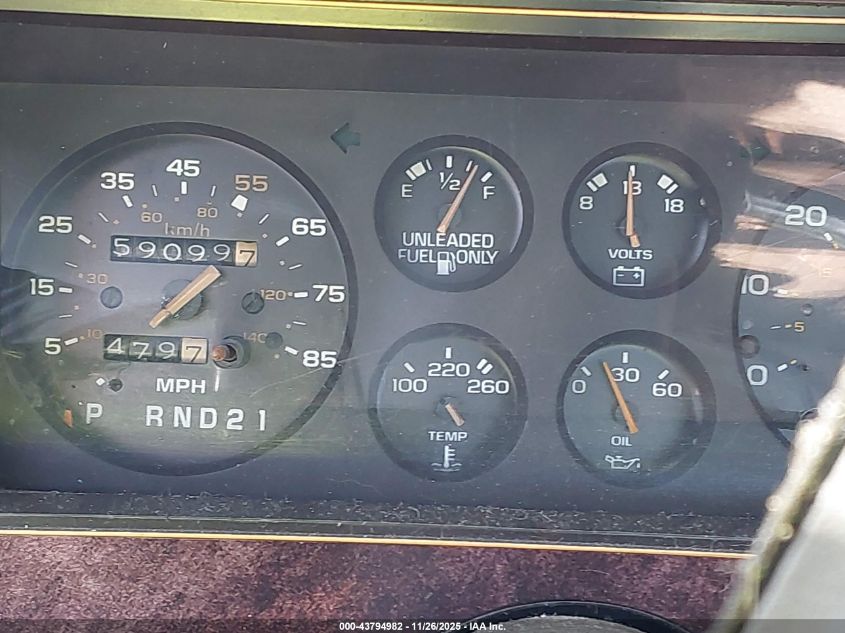 45
35 55
25 60 80 65
km/h
590997
30
15 120 75
10 140
5 4797 85
MPH
P RND21
E 1/2 F
UNLEADED
FUEL ONLY
8 13 18
VOLTS
100 220 260
TEMP
0 30 60
OIL
20
15
10
5
0
000-43794982 - 11/26/2025 - IAA, Inc.